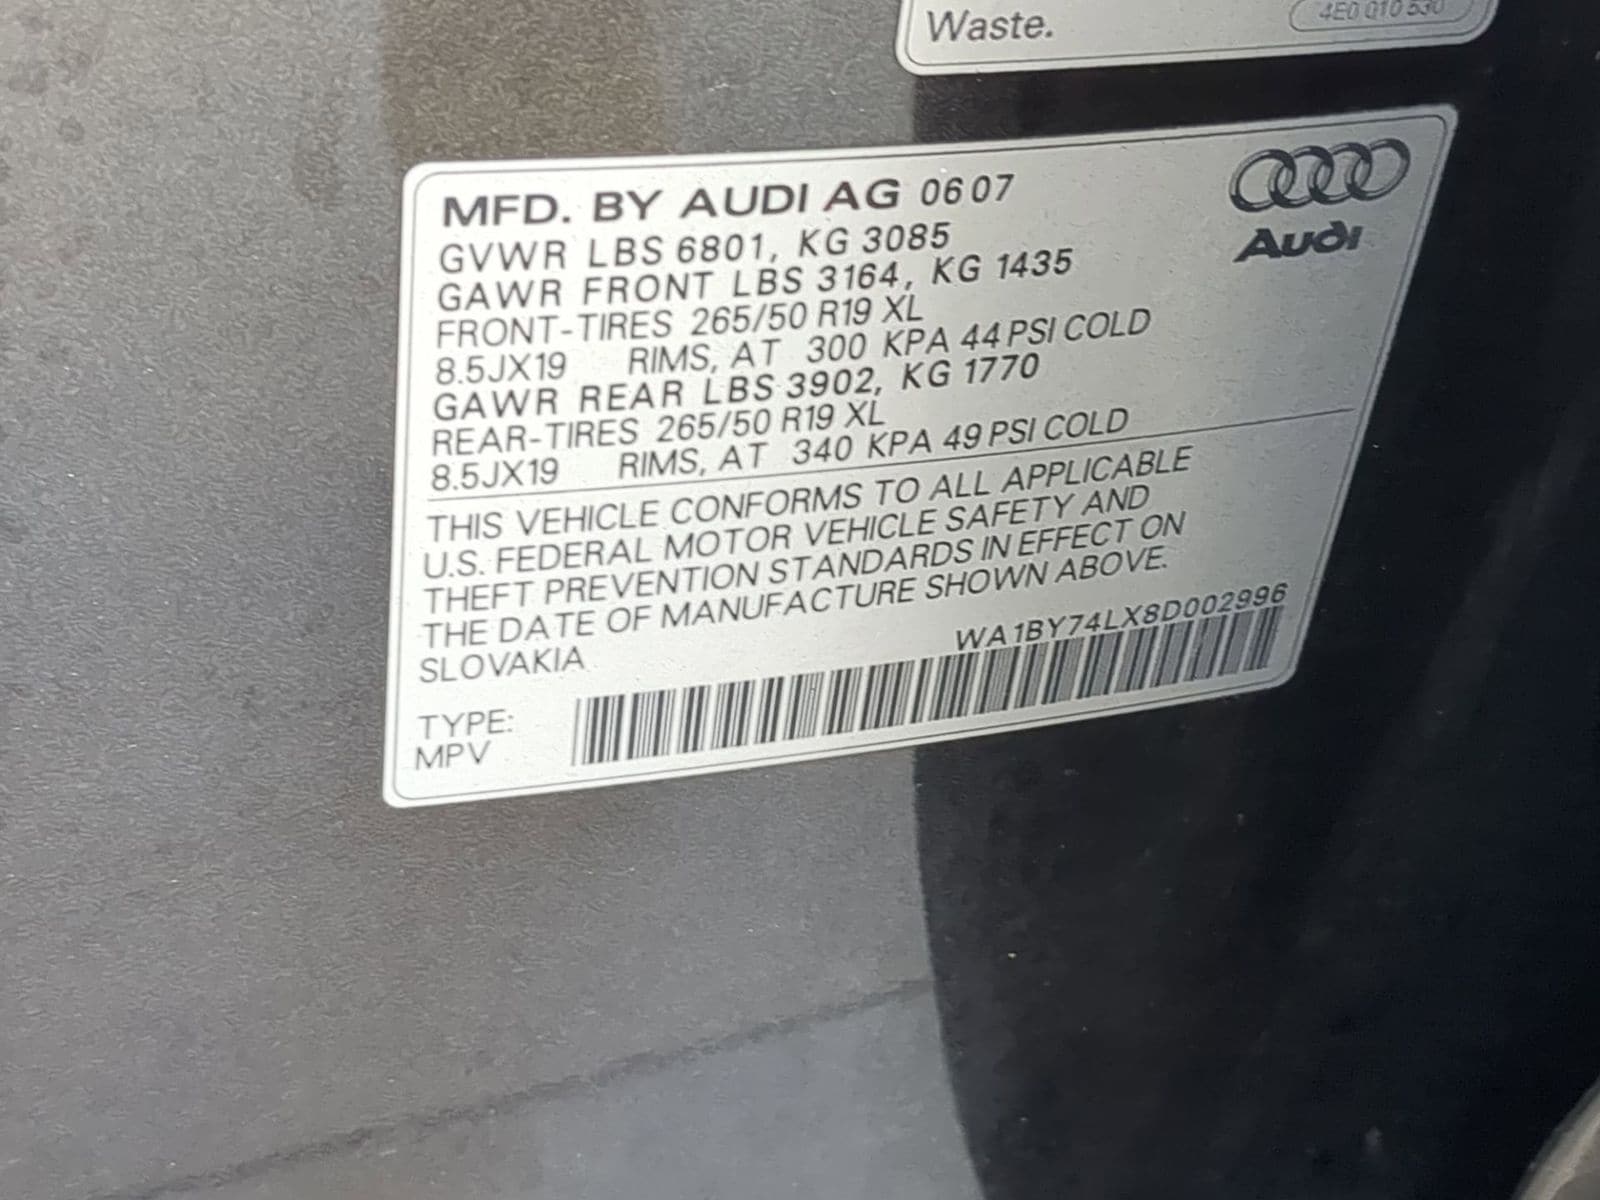 Waste.
4E0 010 530
MFD. BY AUDI AG 0607
Audi
GVWR LBS 6801, KG 3085
GAWR FRONT LBS 3164, KG 1435
FRONT-TIRES 265/50 R19 XL
8.5JX19 RIMS, AT 300 KPA 44 PSI COLD
GAWR REAR LBS 3902, KG 1770
REAR-TIRES 265/50 R19 XL
8.5JX19 RIMS, AT 340 KPA 49 PSI COLD
THIS VEHICLE CONFORMS TO ALL APPLICABLE
U.S. FEDERAL MOTOR VEHICLE SAFETY AND
THEFT PREVENTION STANDARDS IN EFFECT ON
THE DATE OF MANUFACTURE SHOWN ABOVE.
SLOVAKIA
WA1BY74LX8D002996
TYPE:
MPV